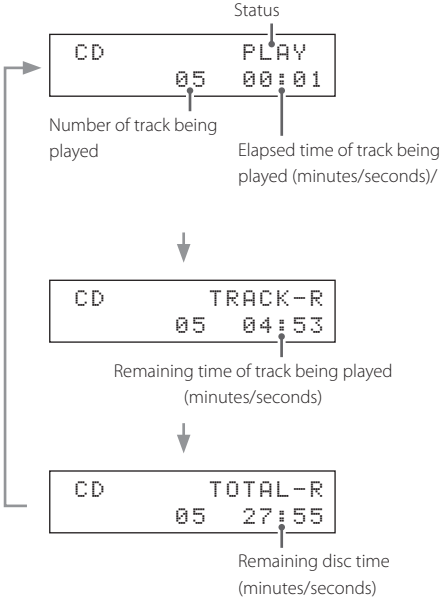 Status
CD PLAY
05 00:01
Number of track being
played
Elapsed time of track being
played (minutes/seconds)/
CD TRACK-R
05 04:53
Remaining time of track being played
(minutes/seconds)
CD TOTAL-R
05 27:55
Remaining disc time
(minutes/seconds)